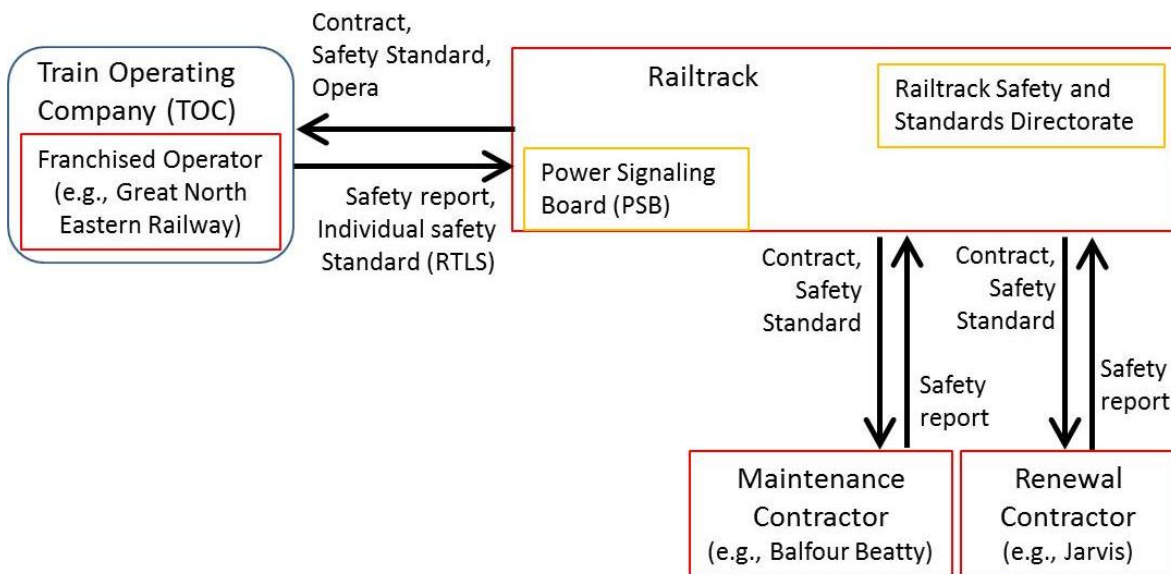 Contract,
Safety Standard,
Opera
Train Operating
Company (TOC)
Franchised Operator
(e.g., Great North
Eastern Railway)
Safety report,
Individual safety
Standard (RTLS)
Railtrack
Railtrack Safety and
Standards Directorate
Power Signaling
Board (PSB)
Contract,
Safety
Standard
Safety
report
Contract,
Safety
Standard
Safety
report
Maintenance
Contractor
(e.g., Balfour Beatty)
Renewal
Contractor
(e.g., Jarvis)